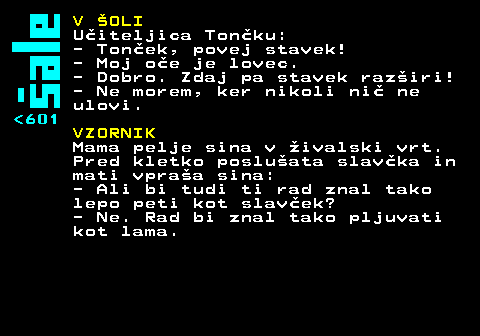 šale
<601
V ŠOLI
Učiteljica Tončku:
- Tonček, povej stavek!
- Moj oče je lovec.
- Dobro. Zdaj pa stavek razširi!
- Ne morem, ker nikoli nič ne
ulovi.
VZORNIK
Mama pelje sina v živalski vrt.
Pred kletko poslušata slavčka in
mati vpraša sina:
- Ali bi tudi ti rad znal tako
lepo peti kot slavček?
- Ne. Rad bi znal tako pljuvati
kot lama.